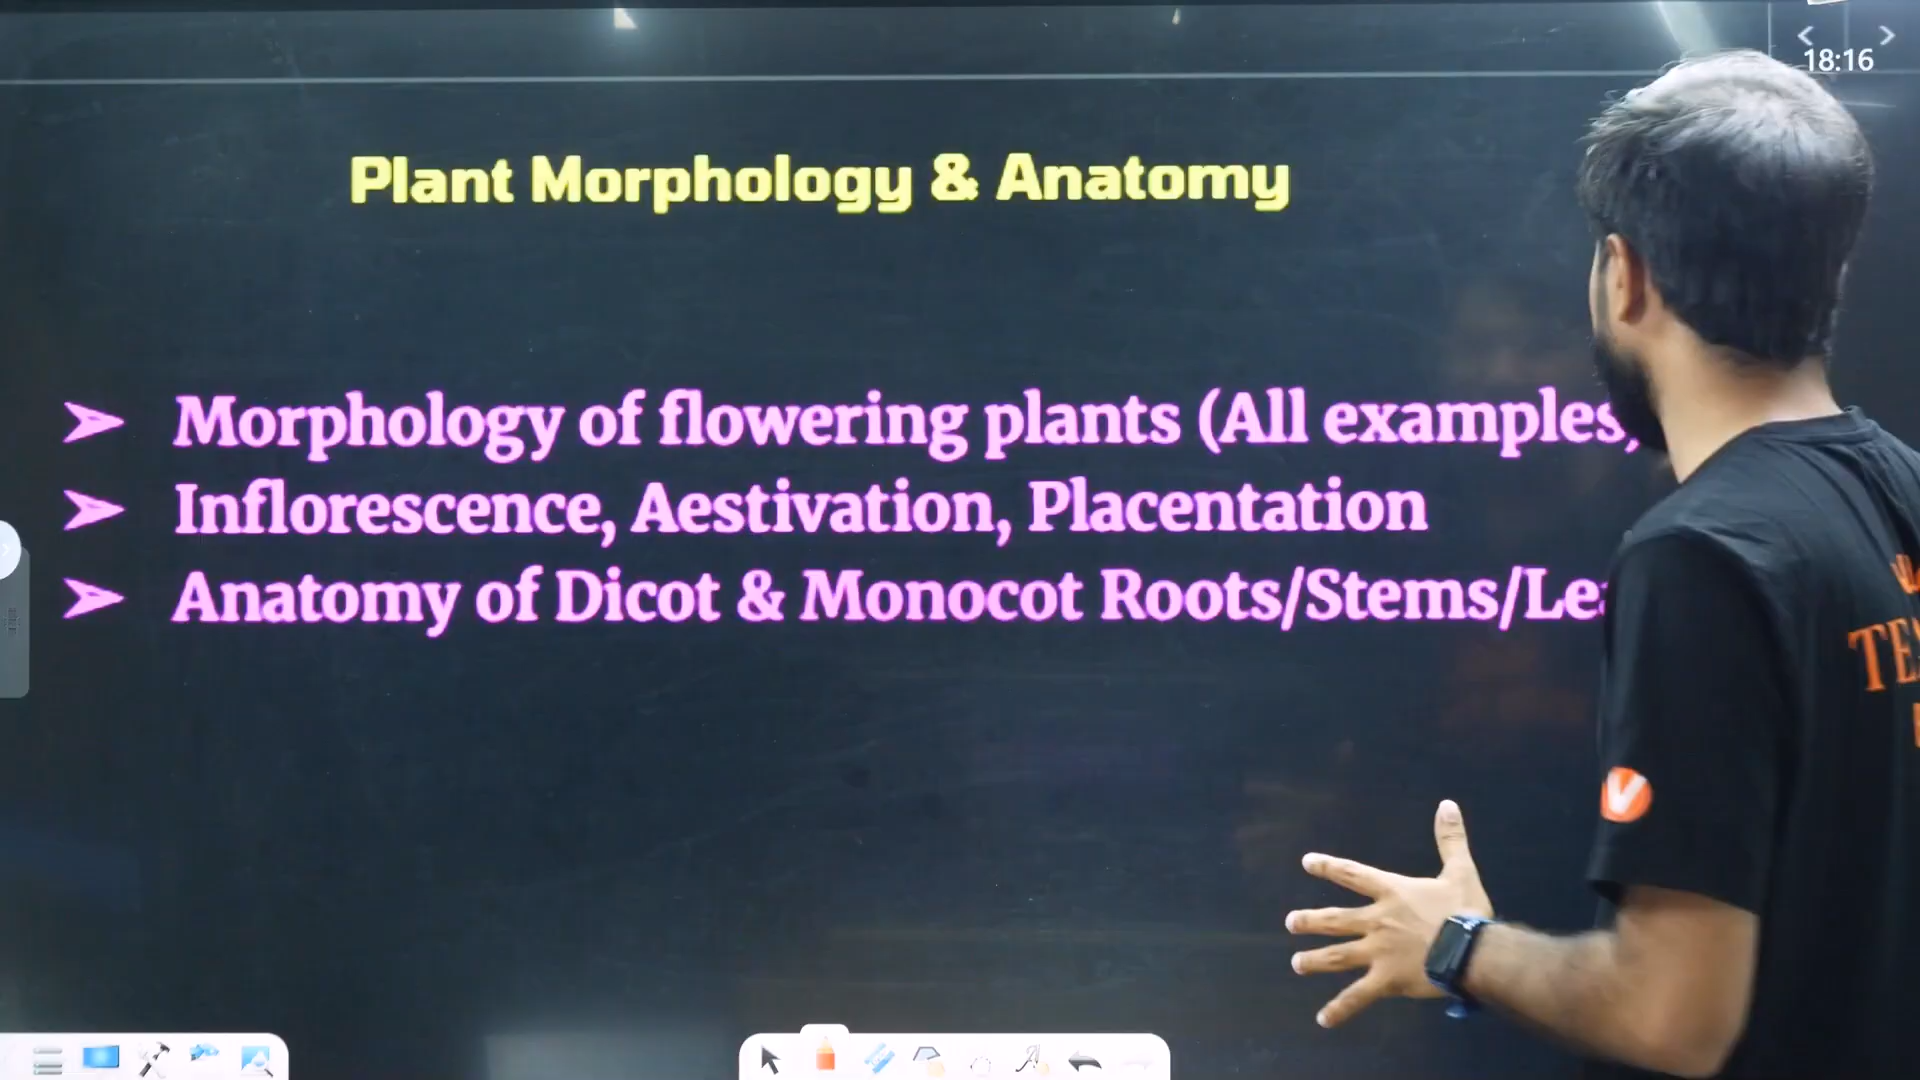 18:16
Plant Morphology & Anatomy
➤ Morphology of flowering plants (All examples)
➤ Inflorescence, Aestivation, Placentation
➤ Anatomy of Dicot & Monocot Roots/Stems/
TE
V